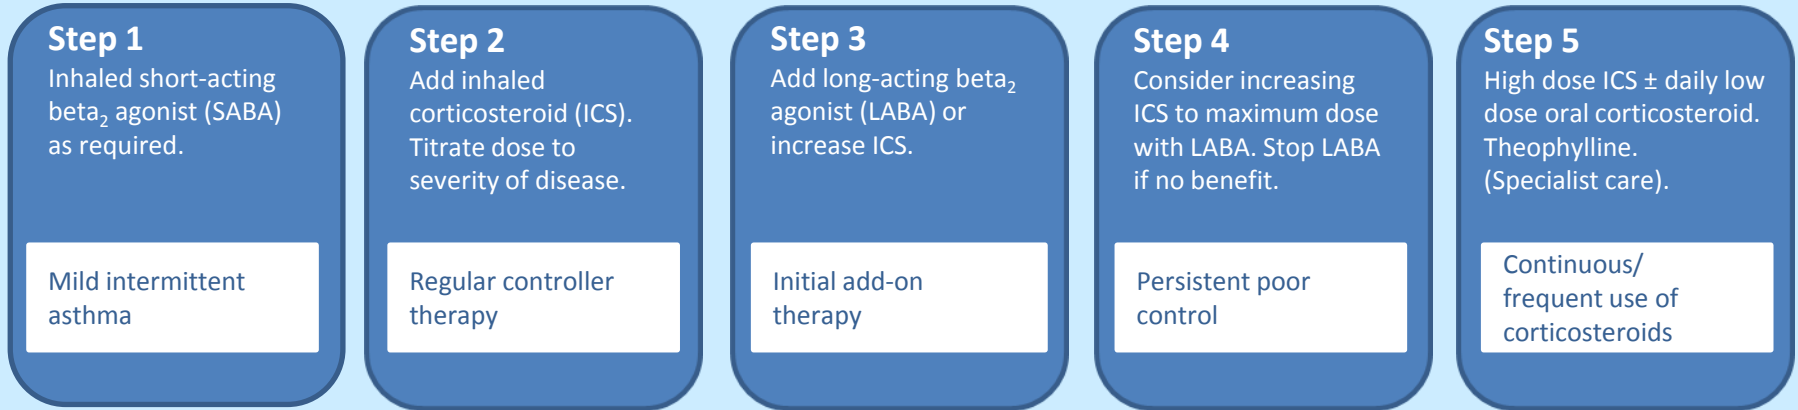 Step 1
Inhaled short-acting
beta₂ agonist (SABA)
as required.
Mild intermittent
asthma
Step 2
Add inhaled
corticosteroid (ICS).
Titrate dose to
severity of disease.
Regular controller
therapy
Step 3
Add long-acting beta₂
agonist (LABA) or
increase ICS.
Initial add-on
therapy
Step 4
Consider increasing
ICS to maximum dose
with LABA. Stop LABA
if no benefit.
Persistent poor
control
Step 5
High dose ICS ± daily low
dose oral corticosteroid.
Theophylline.
(Specialist care).
Continuous/
frequent use of
corticosteroids